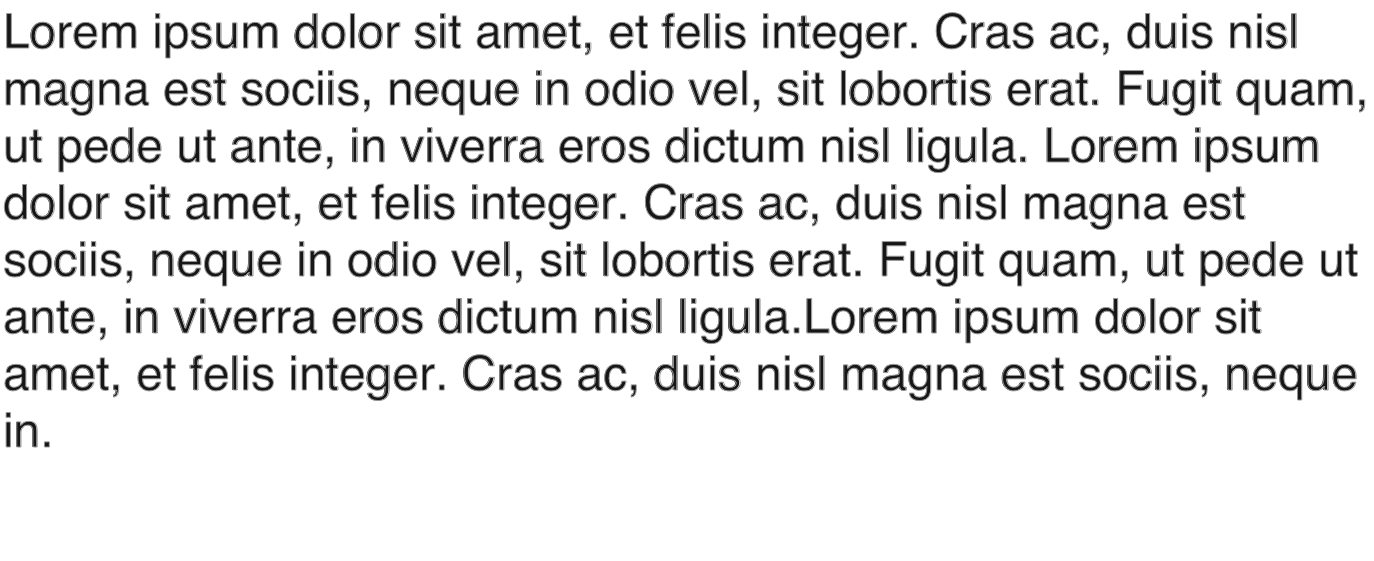 Lorem ipsum dolor sit amet, et felis integer. Cras ac, duis nisl
magna est sociis, neque in odio vel, sit lobortis erat. Fugit quam,
ut pede ut ante, in viverra eros dictum nisl ligula. Lorem ipsum
dolor sit amet, et felis integer. Cras ac, duis nisl magna est
sociis, neque in odio vel, sit lobortis erat. Fugit quam, ut pede ut
ante, in viverra eros dictum nisl ligula.Lorem ipsum dolor sit
amet, et felis integer. Cras ac, duis nisl magna est sociis, neque
in.